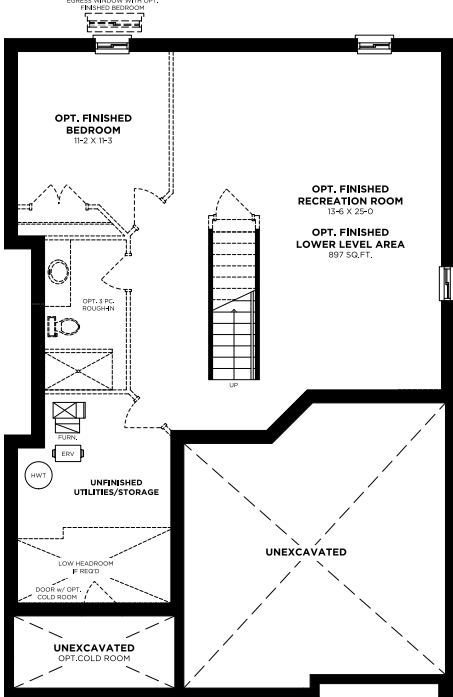 EGRESS WINDOW WITH OPT.
FINISHED BEDROOM
OPT. FINISHED
BEDROOM
11-2 X 11-3
OPT. FINISHED
RECREATION ROOM
13-6 X 25-0
OPT. FINISHED
LOWER LEVEL AREA
897 SQ.FT.
OPT. 3 PC.
ROUGH-IN
UP
FURN.
ERV
HWT
UNFINISHED
UTILITIES/STORAGE
LOW HEADROOM
IF REQ'D
DOOR w/ OPT.
COLD ROOM
UNEXCAVATED
UNEXCAVATED
OPT.COLD ROOM